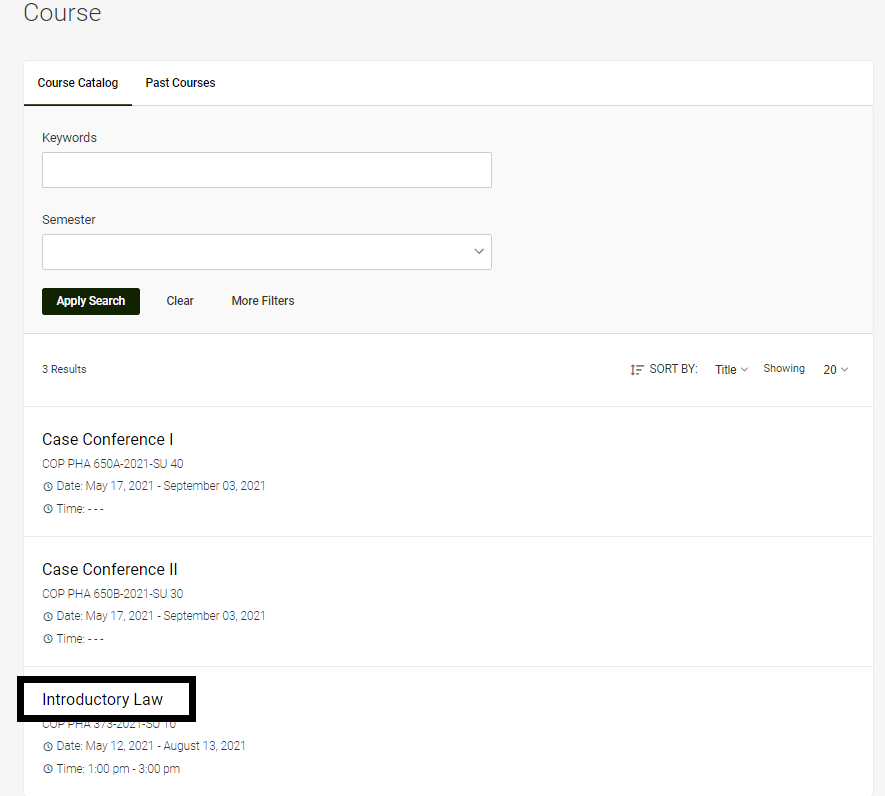 Course
Course Catalog Past Courses
Keywords
Semester
Apply Search Clear More Filters
3 Results SORT BY: Title Showing 20
Case Conference I
COP PHA 650A-2021-SU 40
Date: May 17, 2021 - September 03, 2021
Time: - - -
Case Conference II
COP PHA 650B-2021-SU 30
Date: May 17, 2021 - September 03, 2021
Time: - - -
Introductory Law
COP PHA 373-2021-SU 10
Date: May 12, 2021 - August 13, 2021
Time: 1:00 pm - 3:00 pm